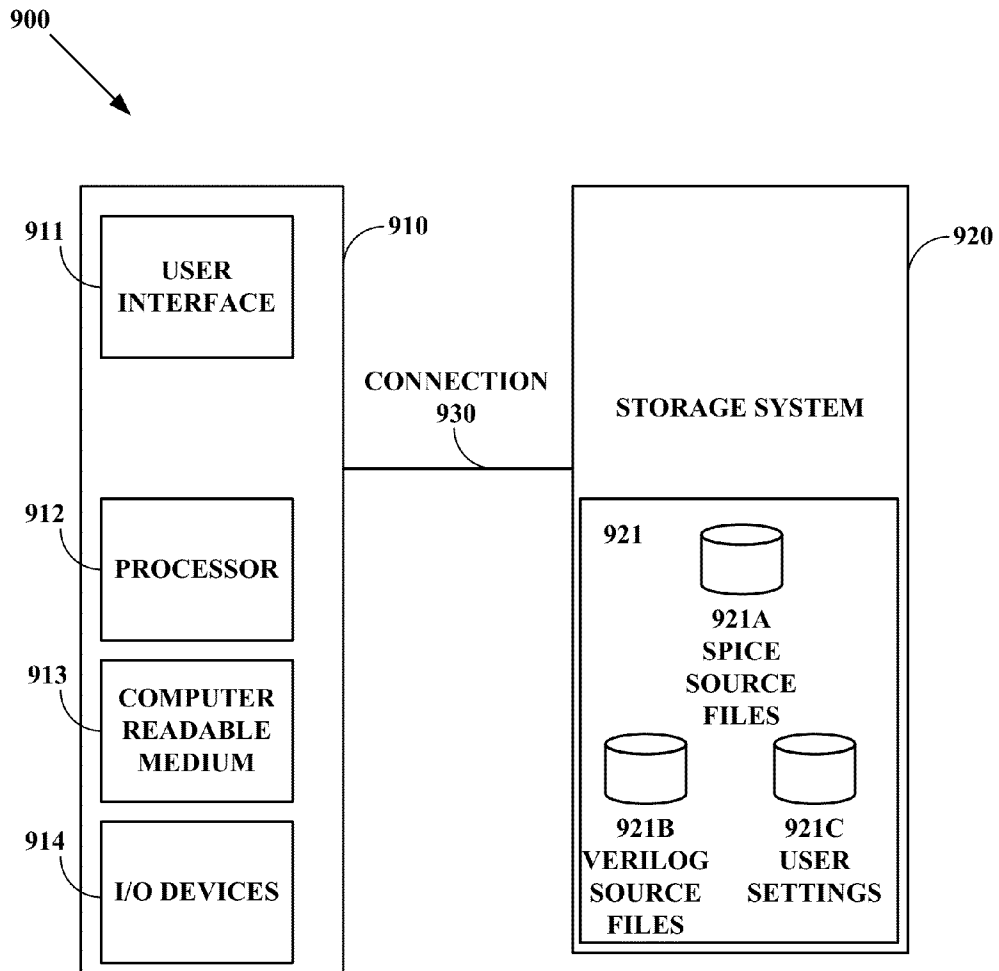 900
911
USER
INTERFACE
910
920
CONNECTION
930
STORAGE SYSTEM
912
PROCESSOR
913
COMPUTER
READABLE
MEDIUM
914
I/O DEVICES
921
921A
SPICE
SOURCE
FILES
921B
VERILOG
SOURCE
FILES
921C
USER
SETTINGS